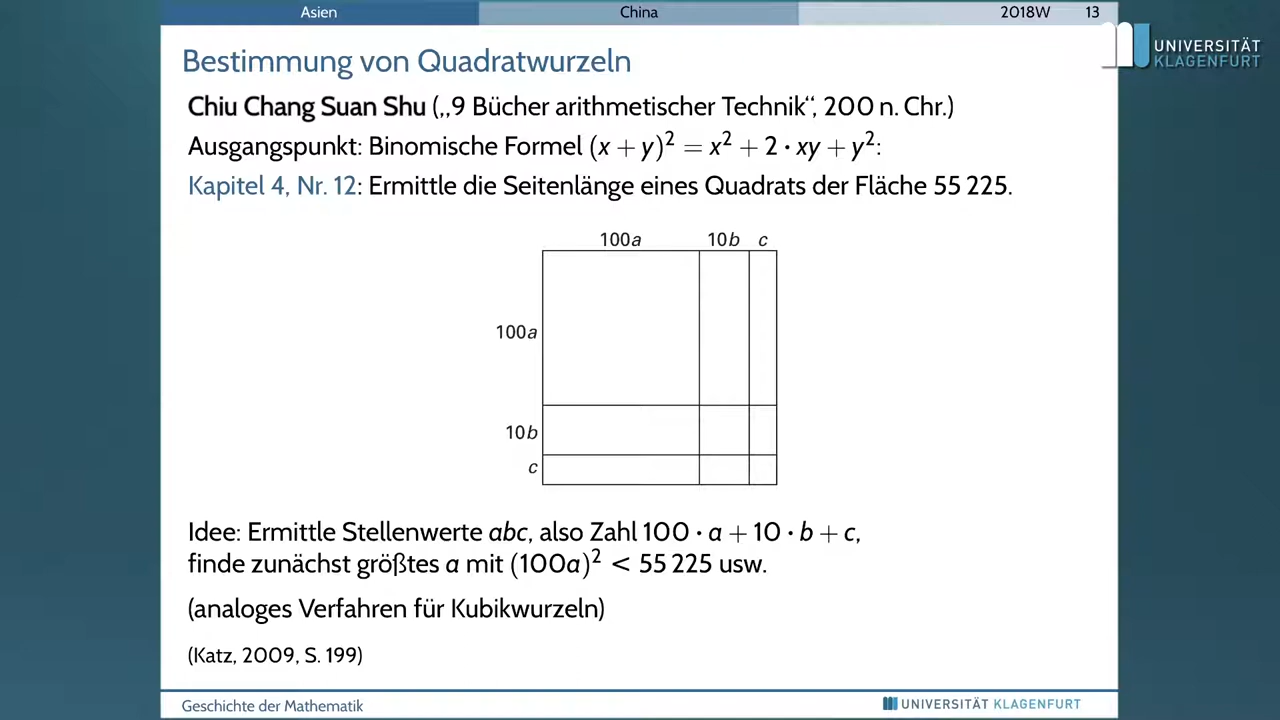 Asien China 2018W 13
UNIVERSITÄT
KLAGENFURT
Bestimmung von Quadratwurzeln
Chiu Chang Suan Shu (‚‚9 Bücher arithmetischer Technik‘‘, 200 n. Chr.)
Ausgangspunkt: Binomische Formel (x + y)² = x² + 2 · xy + y²:
Kapitel 4, Nr. 12: Ermittle die Seitenlänge eines Quadrats der Fläche 55 225.
100a 10b c
100a
10b
c
Idee: Ermittle Stellenwerte abc, also Zahl 100 · a + 10 · b + c,
finde zunächst größtes a mit (100a)² < 55 225 usw.
(analoges Verfahren für Kubikwurzeln)
(Katz, 2009, S. 199)
Geschichte der Mathematik UNIVERSITÄT KLAGENFURT